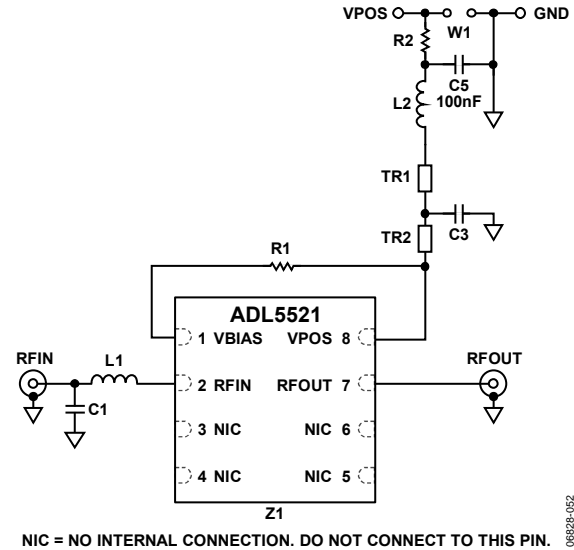 VPOS
W1
GND
R2
C5
100nF
L2
TR1
C3
TR2
R1
ADL5521
1 VBIAS
VPOS 8
RFIN
L1
2 RFIN
RFOUT 7
RFOUT
C1
3 NIC
NIC 6
4 NIC
NIC 5
Z1
NIC = NO INTERNAL CONNECTION. DO NOT CONNECT TO THIS PIN.
06828-052